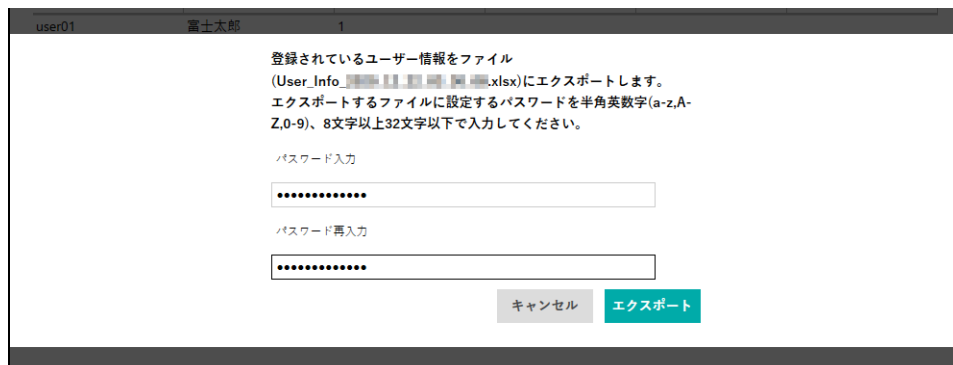 user01 富士太郎 1
登録されているユーザー情報をファイル
(User_Info_ .xlsx)にエクスポートします。
エクスポートするファイルに設定するパスワードを半角英数字(a-z,A-
Z,0-9)、8文字以上32文字以下で入力してください。
パスワード入力
•••••••••••••
パスワード再入力
•••••••••••••
キャンセル エクスポート